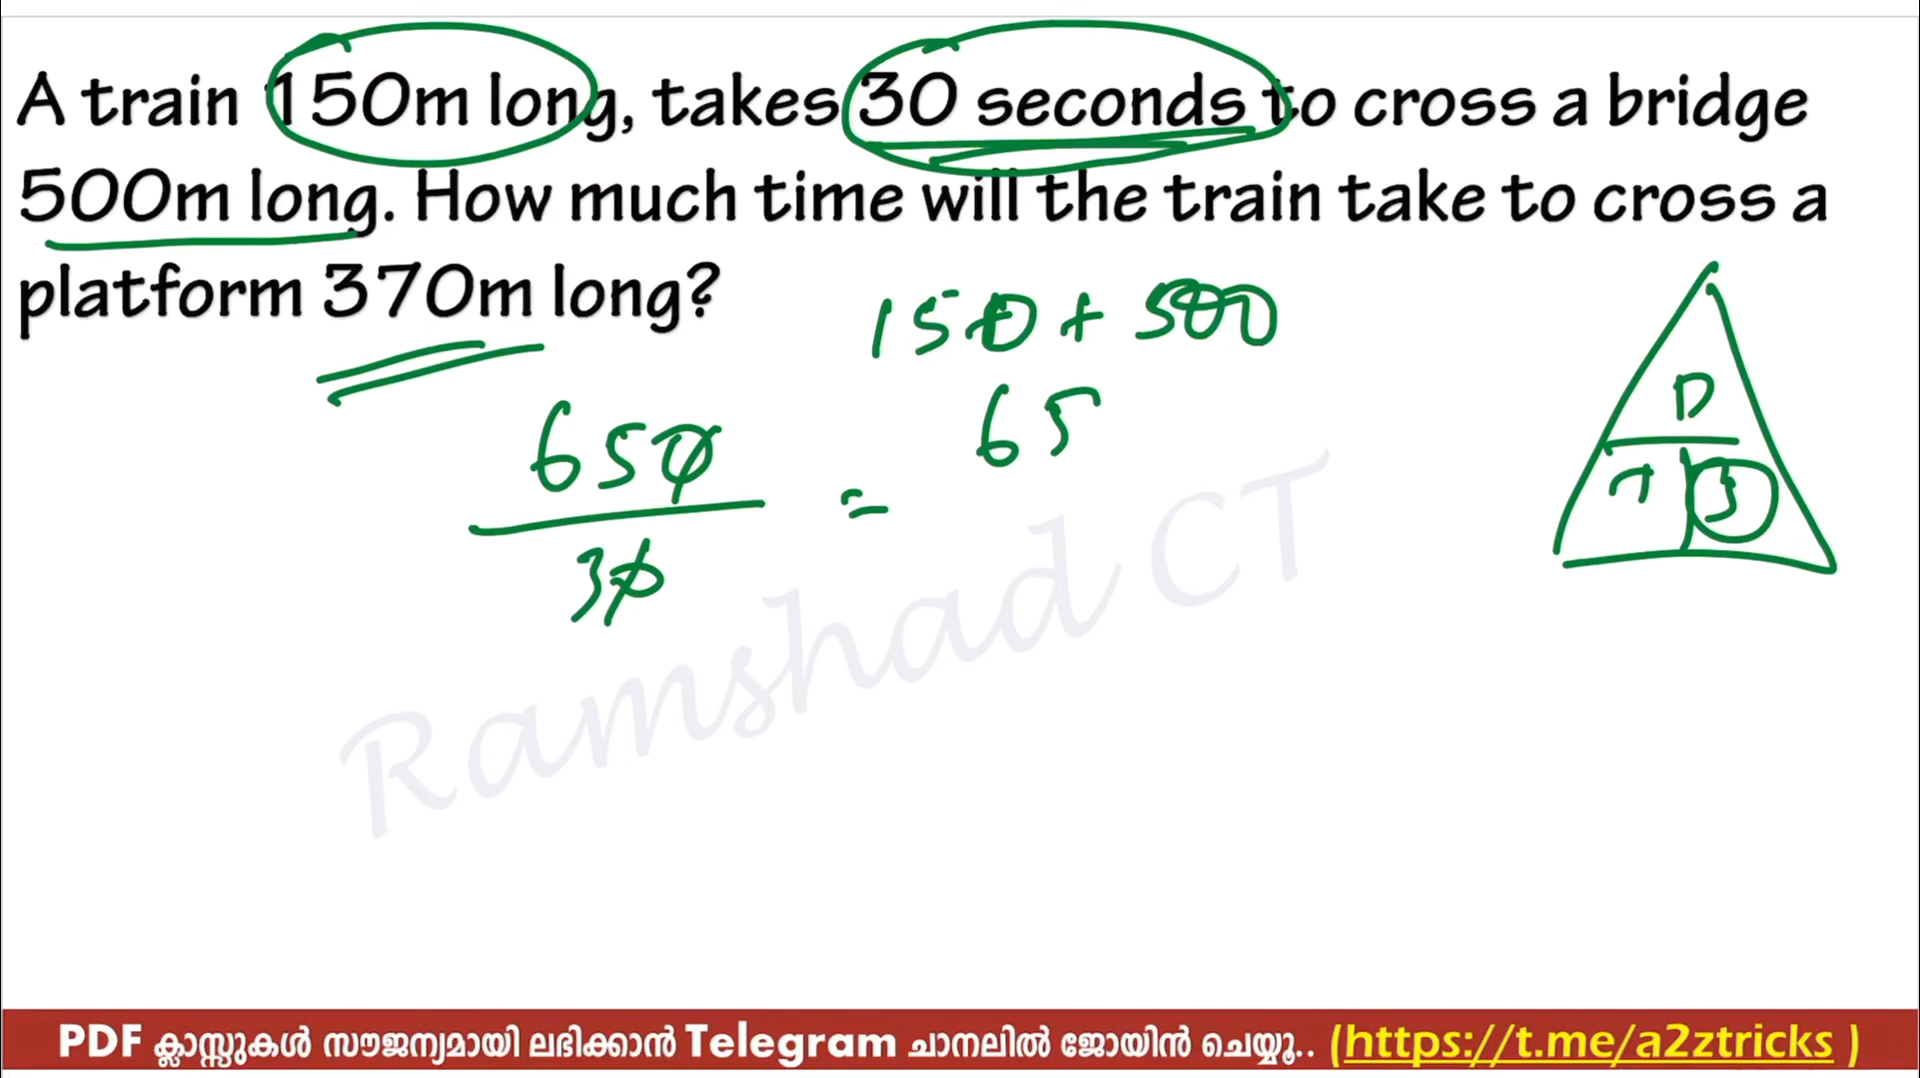 A train 150m long, takes 30 seconds to cross a bridge
500m long. How much time will the train take to cross a
platform 370m long?
150 + 500
650
30
=
65
D
T
S
Ramshad CT
PDF ക്ലാസ്സുകൾ സൗജന്യമായി ലഭിക്കാൻ Telegram ചാനലിൽ ജോയിൻ ചെയ്യൂ.. (https://t.me/a2ztricks )